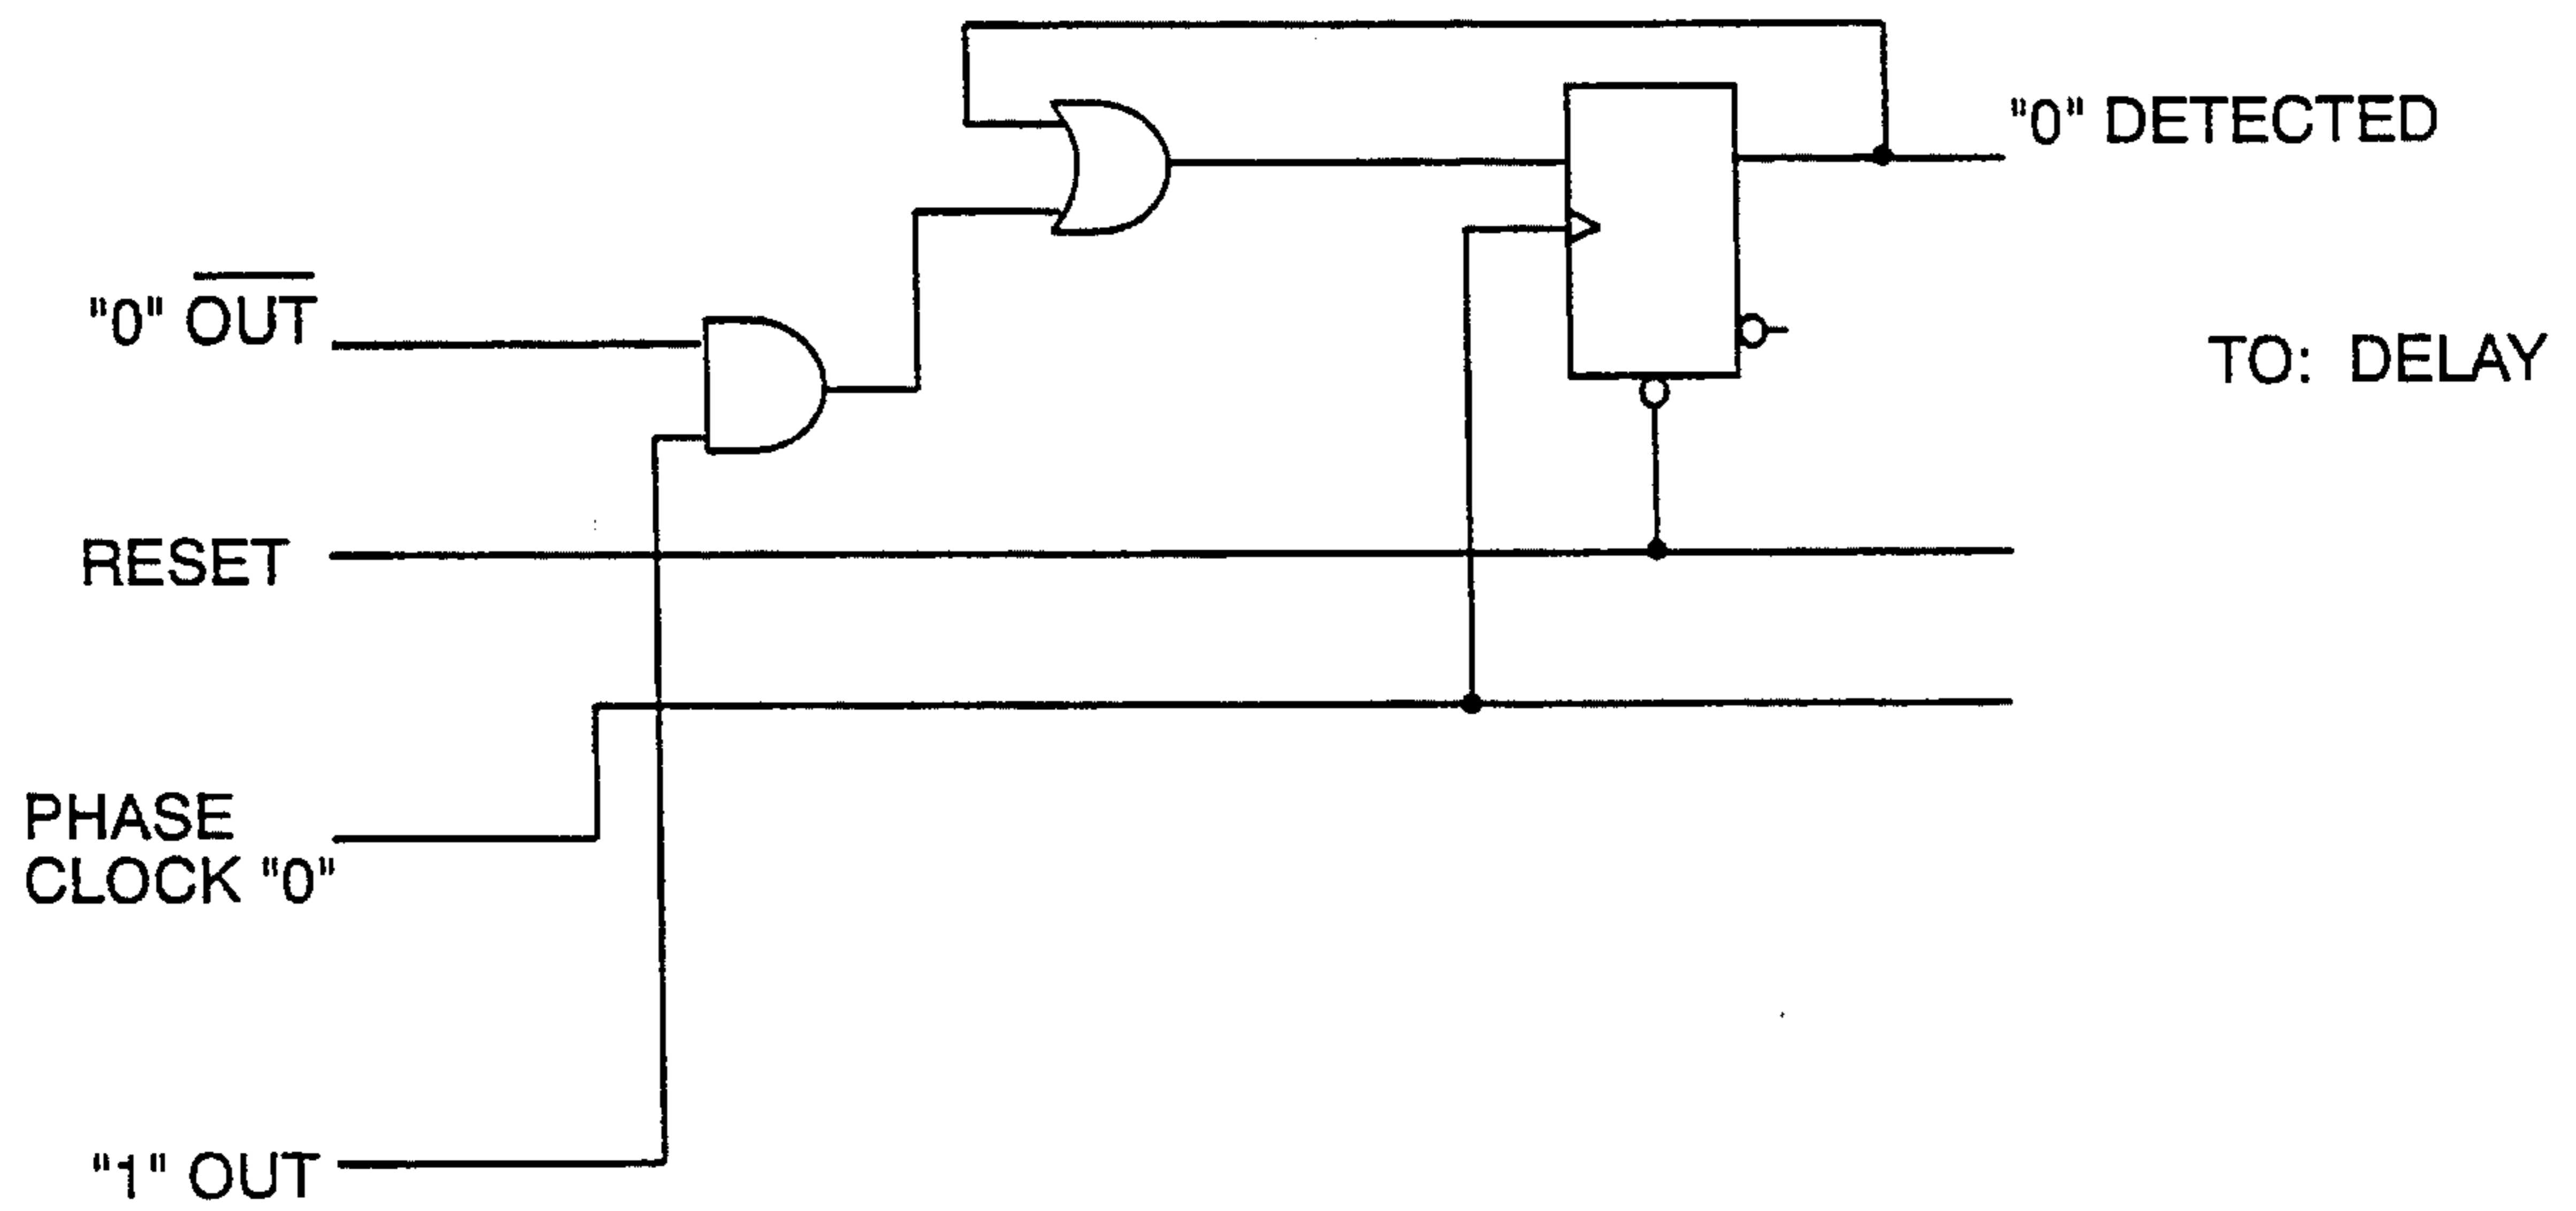 "0" DETECTED
"0" OUT
TO: DELAY
RESET
PHASE
CLOCK "0"
"1" OUT